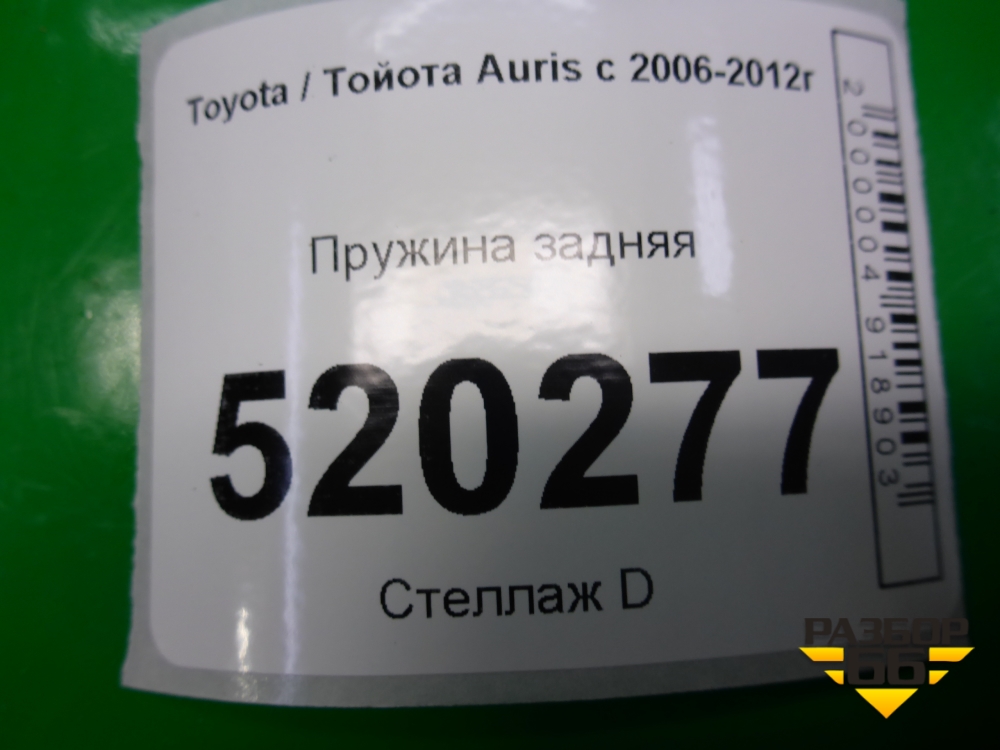 Toyota / Тойота Auris с 2006-2012г
Пружина задняя
520277
Стеллаж D
2000004918903
РАЗБОР
66